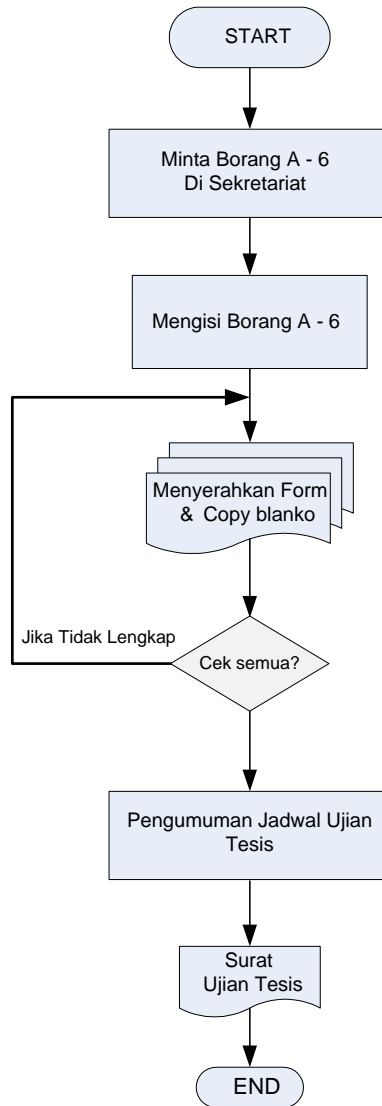 START
Minta Borang A - 6
Di Sekretariat
Mengisi Borang A - 6
Menyerahkan Form
& Copy blanko
Jika Tidak Lengkap
Cek semua?
Pengumuman Jadwal Ujian
Tesis
Surat
Ujian Tesis
END